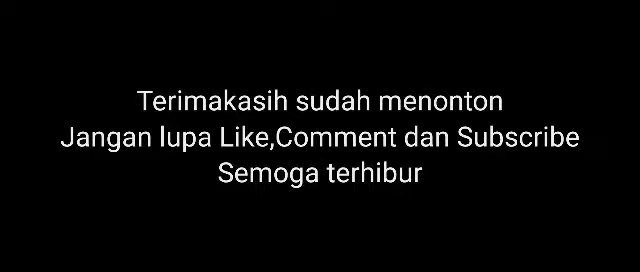 Terimakasih sudah menonton
Jangan lupa Like,Comment dan Subscribe
Semoga terhibur